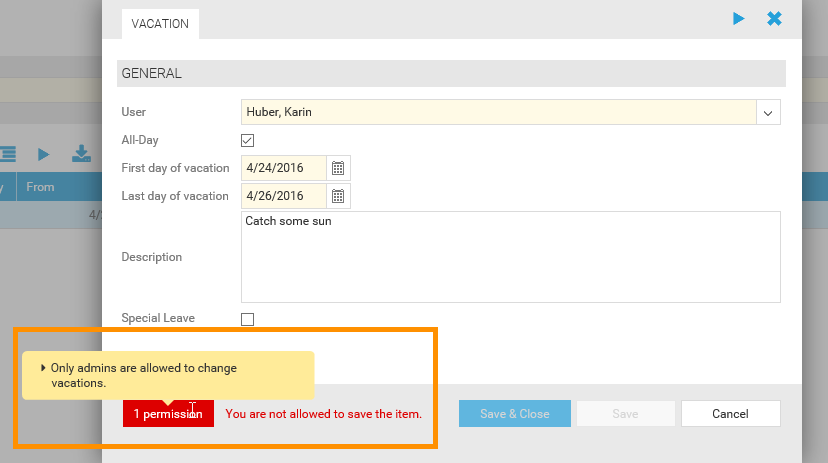 VACATION
GENERAL
User
Huber, Karin
All-Day
First day of vacation
4/24/2016
From
Last day of vacation
4/26/2016
Catch some sun
Description
Special Leave
Only admins are allowed to change
vacations.
1 permission
You are not allowed to save the item.
Save & Close
Save
Cancel